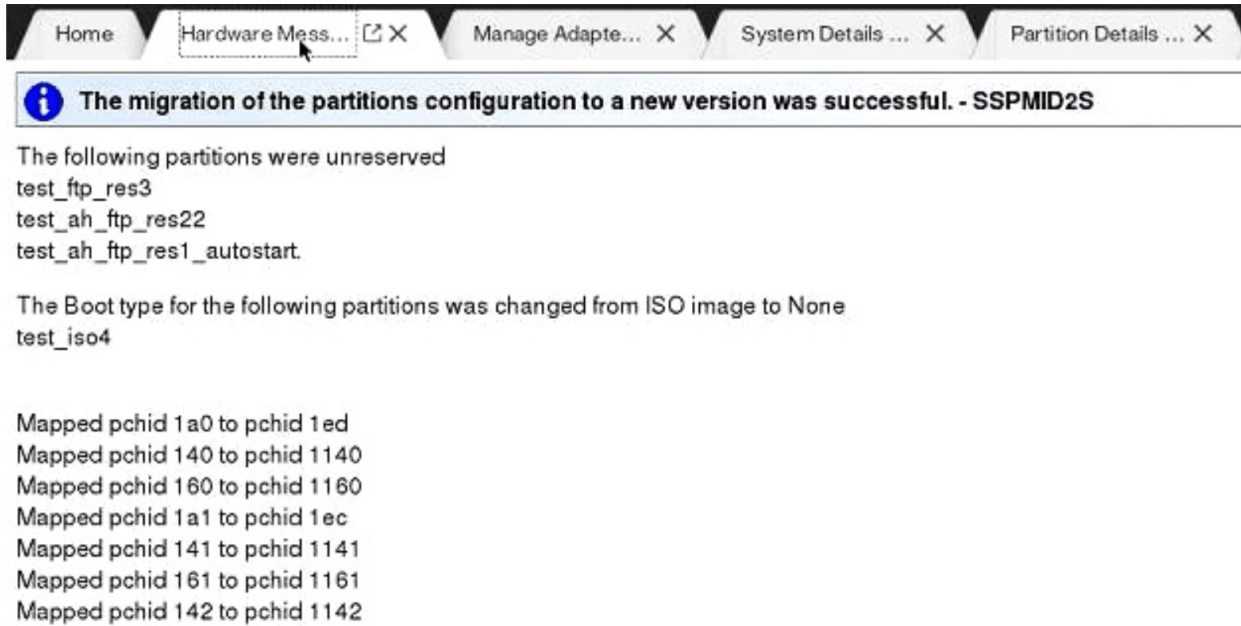 Home
Hardware Mess...
Manage Adapte...
System Details ...
Partition Details ...
The migration of the partitions configuration to a new version was successful. - SSPMID2S
The following partitions were unreserved
test_ftp_res3
test_ah_ftp_res22
test_ah_ftp_res1_autostart.
The Boot type for the following partitions was changed from ISO image to None
test_iso4
Mapped pchid 1a0 to pchid 1ed
Mapped pchid 140 to pchid 1140
Mapped pchid 160 to pchid 1160
Mapped pchid 1a1 to pchid 1ec
Mapped pchid 141 to pchid 1141
Mapped pchid 161 to pchid 1161
Mapped pchid 142 to pchid 1142